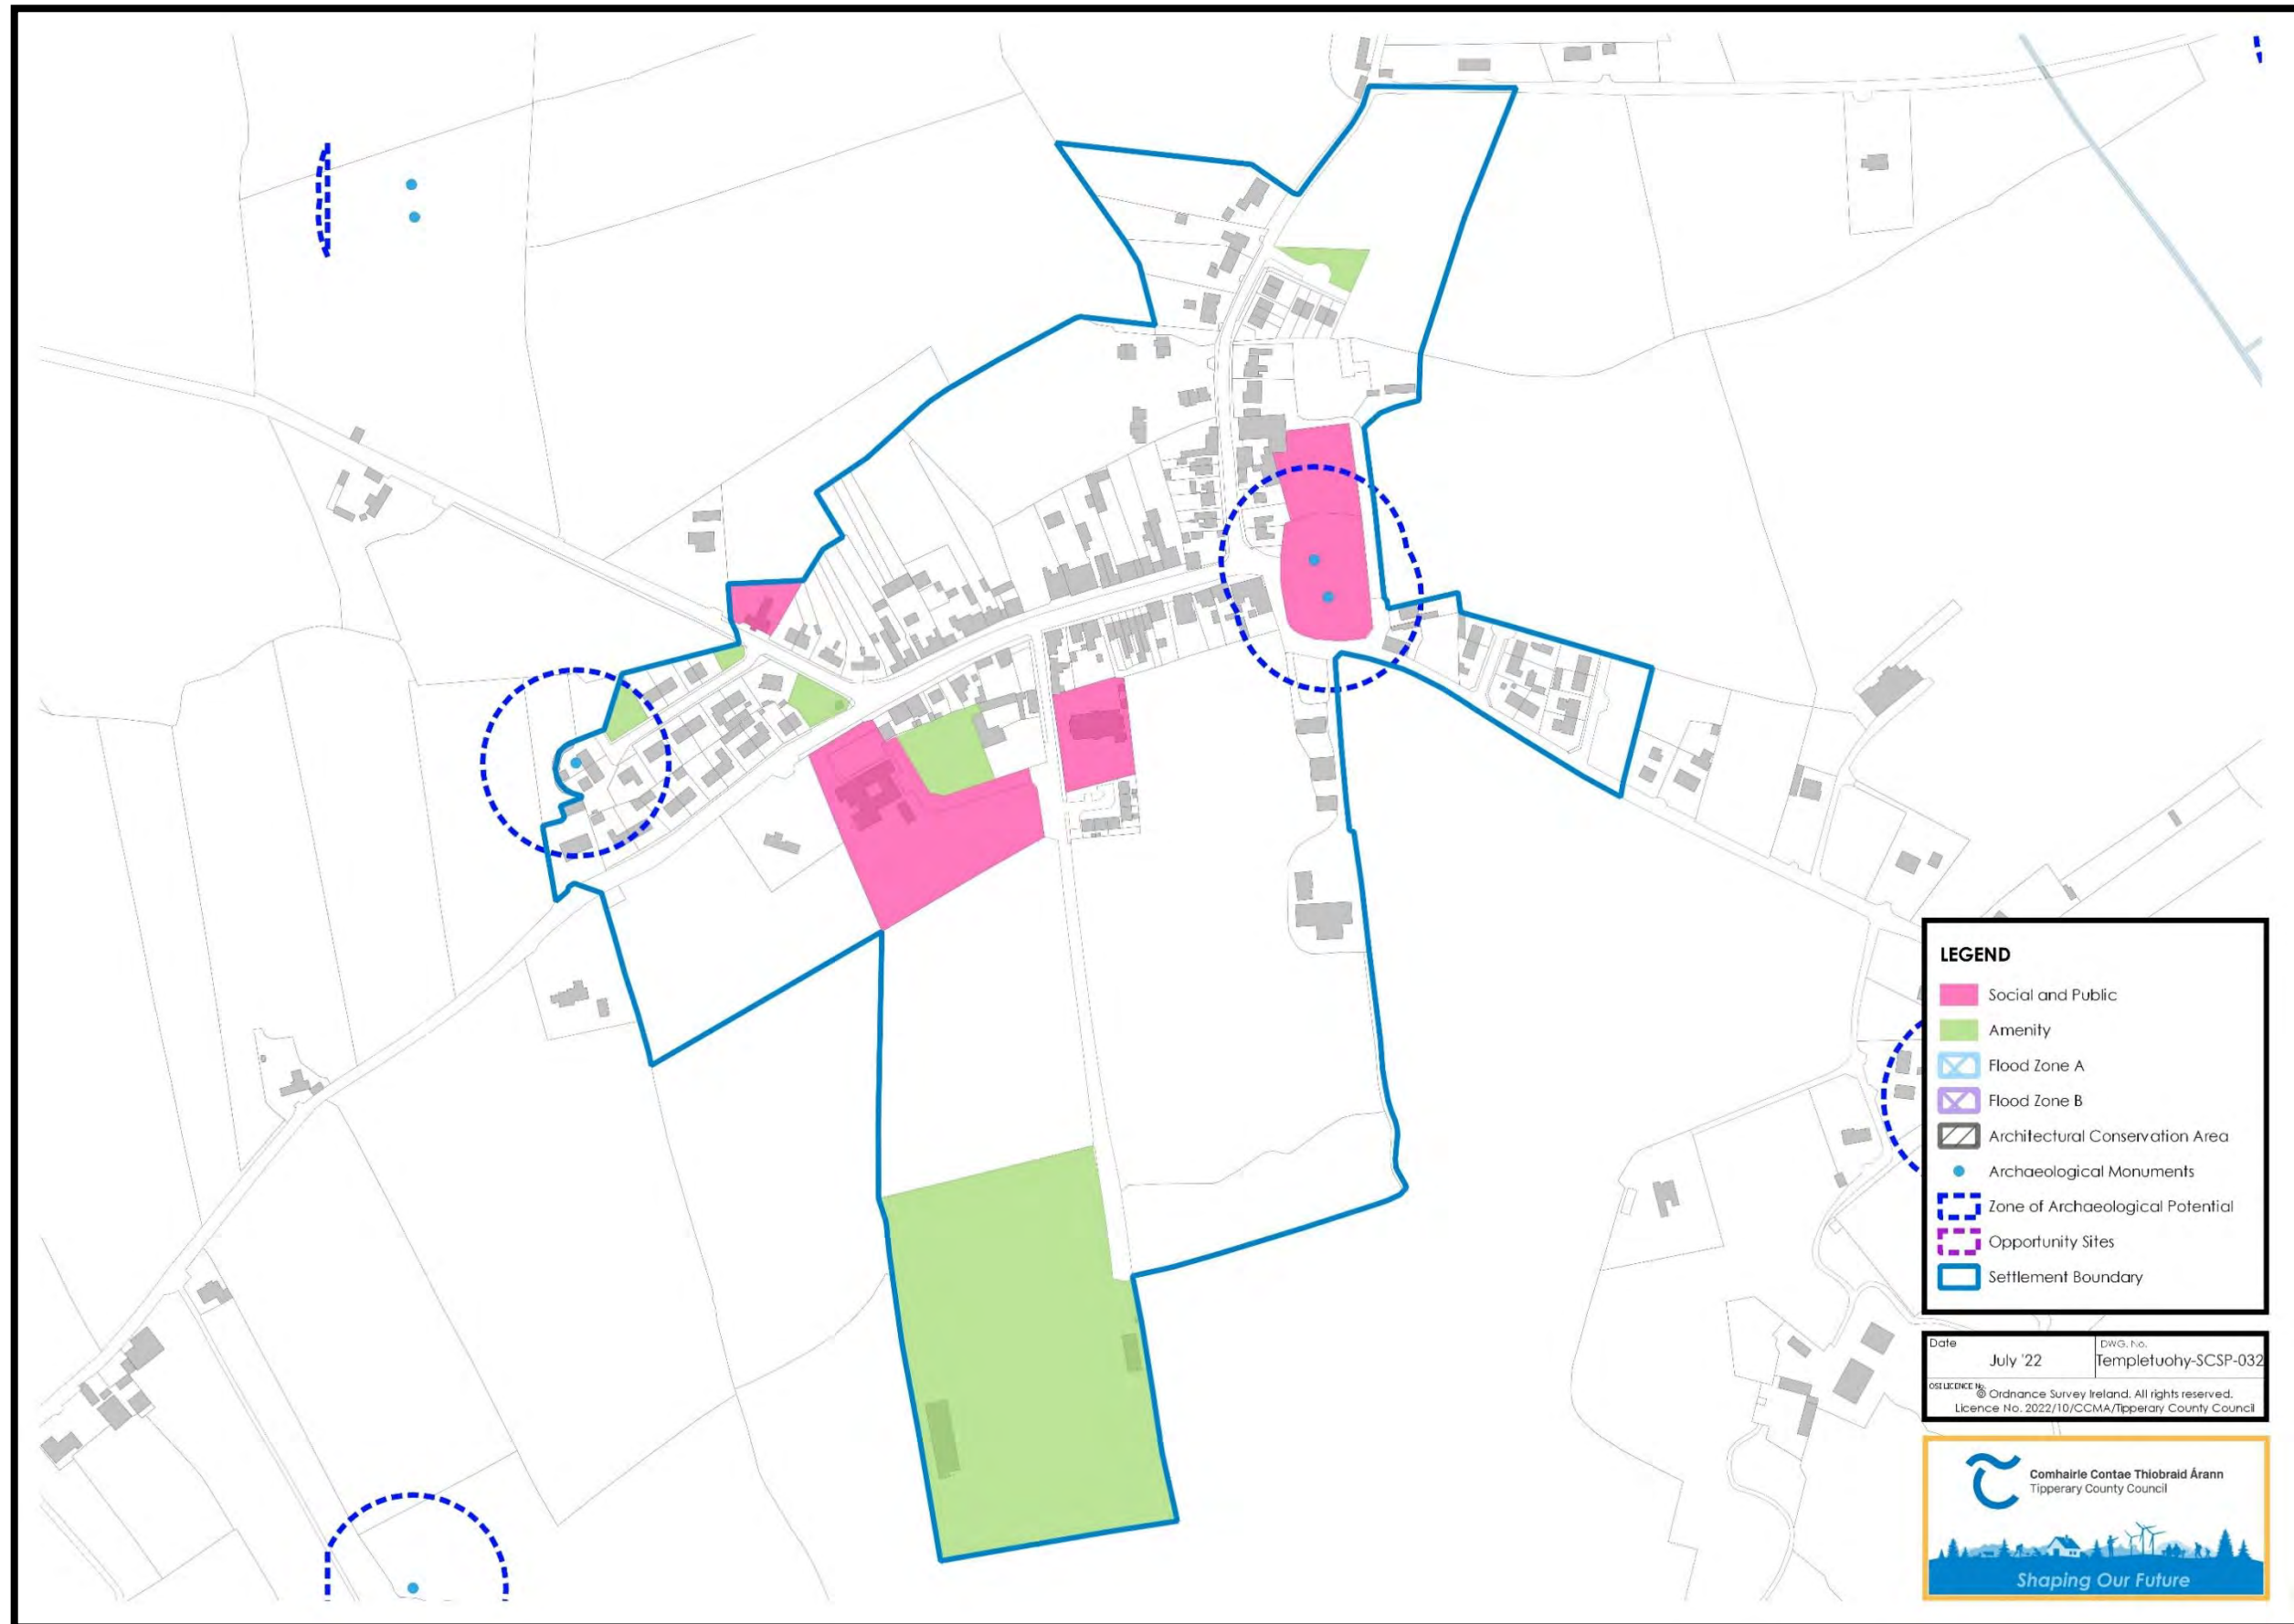 LEGEND
Social and Public
Amenity
Flood Zone A
Flood Zone B
Architectural Conservation Area
Archaeological Monuments
Zone of Archaeological Potential
Opportunity Sites
Settlement Boundary
Date
July '22
DWG. No.
Templetuohy-SCSP-032
OSI LICENCE No.
© Ordnance Survey Ireland. All rights reserved.
Licence No. 2022/10/CCMA/Tipperary County Council
Comhairle Contae Thiobraid Árann
Tipperary County Council
Shaping Our Future